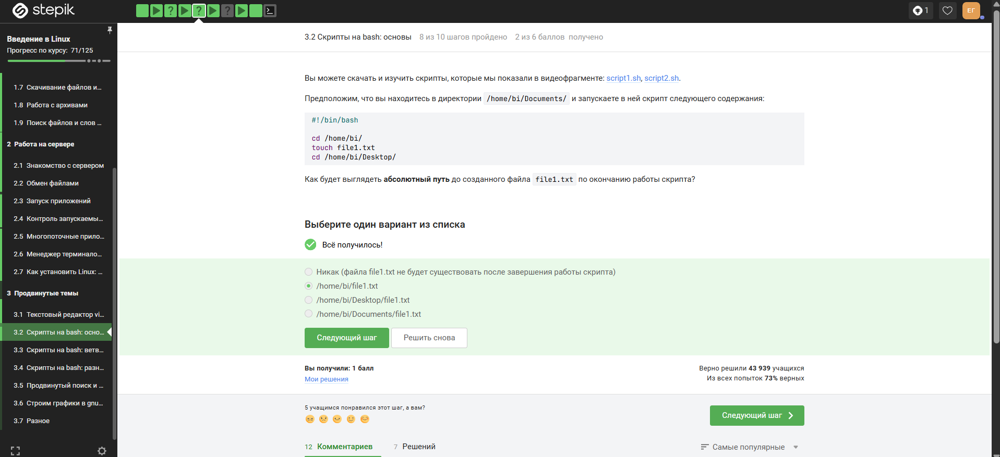 stepik
1
ЕГ
Введение в Linux
Прогресс по курсу: 71/125
1.7 Скачивание файлов и...
1.8 Работа с архивами
1.9 Поиск файлов и слов ...
2 Работа на сервере
2.1 Знакомство с сервером
2.2 Обмен файлами
2.3 Запуск приложений
2.4 Контроль запускаемы...
2.5 Многопоточные прило...
2.6 Менеджер терминало...
2.7 Как установить Linux: ...
3 Продвинутые темы
3.1 Текстовый редактор vi...
3.2 Скрипты на bash: осно...
3.3 Скрипты на bash: ветв...
3.4 Скрипты на bash: разн...
3.5 Продвинутый поиск и ...
3.6 Строим графики в gnu...
3.7 Разное
3.2 Скрипты на bash: основы 8 из 10 шагов пройдено 2 из 6 баллов получено
Вы можете скачать и изучить скрипты, которые мы показали в видеофрагменте: script1.sh, script2.sh.
Предположим, что вы находитесь в директории /home/bi/Documents/ и запускаете в ней скрипт следующего содержания:
#!/bin/bash
cd /home/bi/
touch file1.txt
cd /home/bi/Desktop/
Как будет выглядеть абсолютный путь до созданного файла file1.txt по окончанию работы скрипта?
Выберите один вариант из списка
Всё получилось!
Никак (файла file1.txt не будет существовать после завершения работы скрипта)
/home/bi/file1.txt
/home/bi/Desktop/file1.txt
/home/bi/Documents/file1.txt
Следующий шаг Решить снова
Вы получили: 1 балл
Мои решения
Верно решили 43 939 учащихся
Из всех попыток 73% верных
5 учащимся понравился этот шаг, а вам?
Следующий шаг
12 Комментариев 7 Решений
Самые популярные